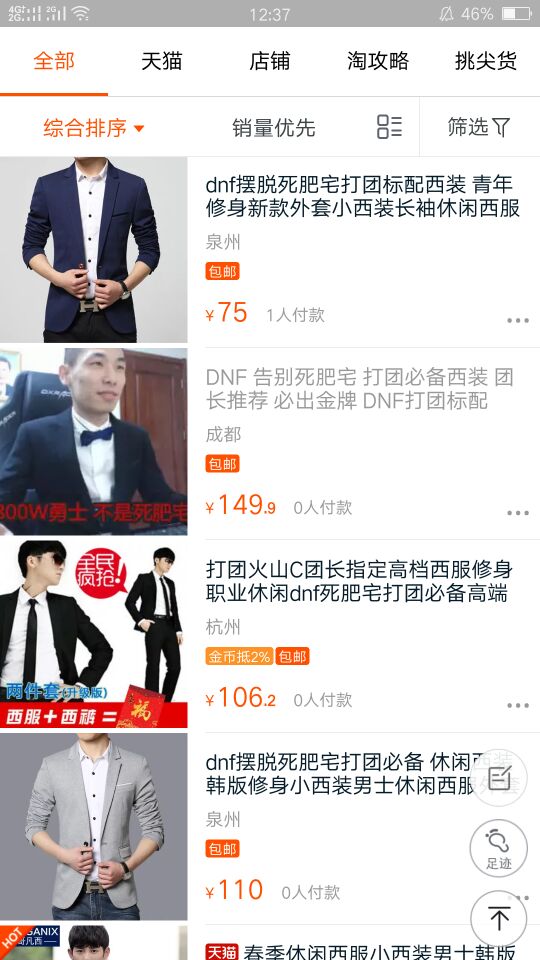 4G 2G 2G 12:37 46%
全部 天猫 店铺 淘攻略 挑尖货
综合排序 销量优先 筛选
dnf摆脱死肥宅打团标配西装 青年
修身新款外套小西装长袖休闲西服
泉州
包邮
¥75 1人付款
DNF 告别死肥宅 打团必备西装 团
长推荐 必出金牌 DNF打团标配
成都
包邮
¥149.9 0人付款
800W勇士 不是死肥宅
打团火山C团长指定高档西服修身
职业休闲dnf死肥宅打团必备高端
杭州
金币抵2% 包邮
¥106.2 0人付款
全民
疯抢!
两件套(升级版)
西服+西裤=
福
dnf摆脱死肥宅打团必备 休闲西装
韩版修身小西装男士休闲西服外套
泉州
包邮
¥110 0人付款
足迹
HOT
GANIX
哥凡西
天猫 春季休闲西服小西装男士韩版